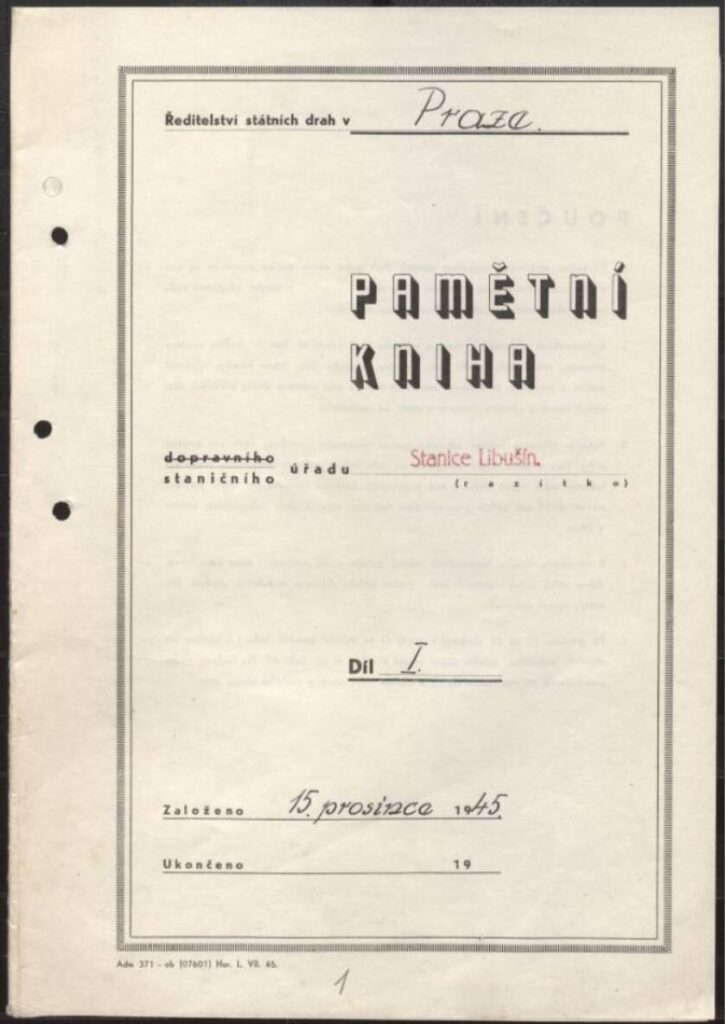 Ředitelství státních drah v Praze.
PAMĚTNÍ
KNIHA
dopravního
staničního úřadu Stanice Libušín.
(razítko)
Díl I.
Založeno 15. prosince 1945.
Ukončeno 19
Adm 371 - ob (07601) Hor. I. VII. 45.
1